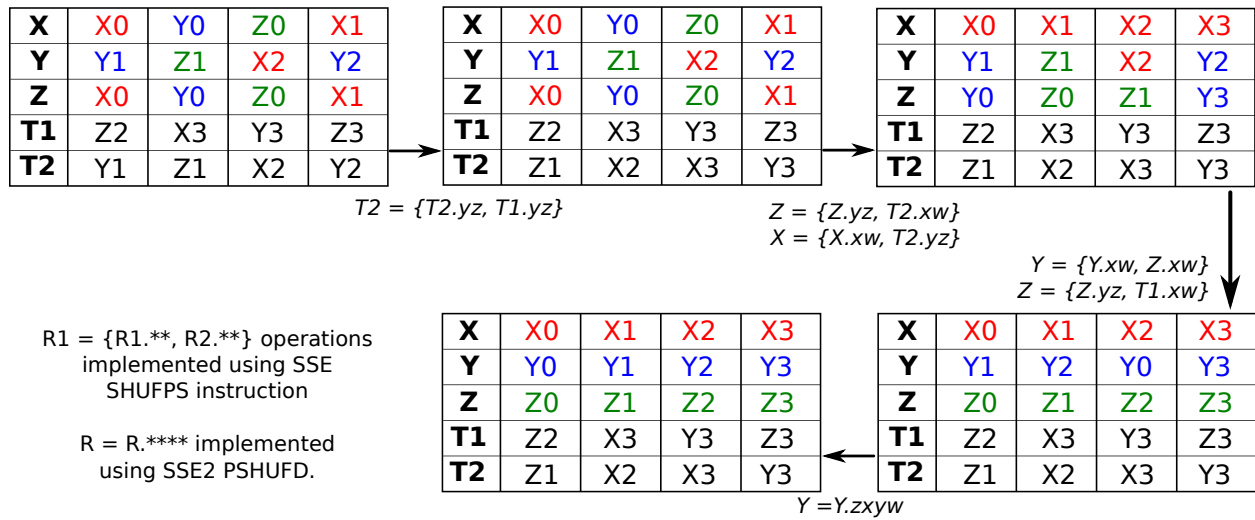 X X0 Y0 Z0 X1
Y Y1 Z1 X2 Y2
Z X0 Y0 Z0 X1
T1 Z2 X3 Y3 Z3
T2 Y1 Z1 X2 Y2
X X0 Y0 Z0 X1
Y Y1 Z1 X2 Y2
Z X0 Y0 Z0 X1
T1 Z2 X3 Y3 Z3
T2 Z1 X2 X3 Y3
T2 = {T2.yz, T1.yz}
X X0 X1 X2 X3
Y Y1 Z1 X2 Y2
Z Y0 Z0 Z1 Y3
T1 Z2 X3 Y3 Z3
T2 Z1 X2 X3 Y3
Z = {Z.yz, T2.xw}
X = {X.xw, T2.yz}
Y = {Y.xw, Z.xw}
Z = {Z.yz, T1.xw}
X X0 X1 X2 X3
Y Y1 Y2 Y0 Y3
Z Z0 Z1 Z2 Z3
T1 Z2 X3 Y3 Z3
T2 Z1 X2 X3 Y3
Y =Y.zxyw
X X0 X1 X2 X3
Y Y0 Y1 Y2 Y3
Z Z0 Z1 Z2 Z3
T1 Z2 X3 Y3 Z3
T2 Z1 X2 X3 Y3
R1 = {R1.**, R2.**} operations
implemented using SSE
SHUFPS instruction
R = R.**** implemented
using SSE2 PSHUFD.